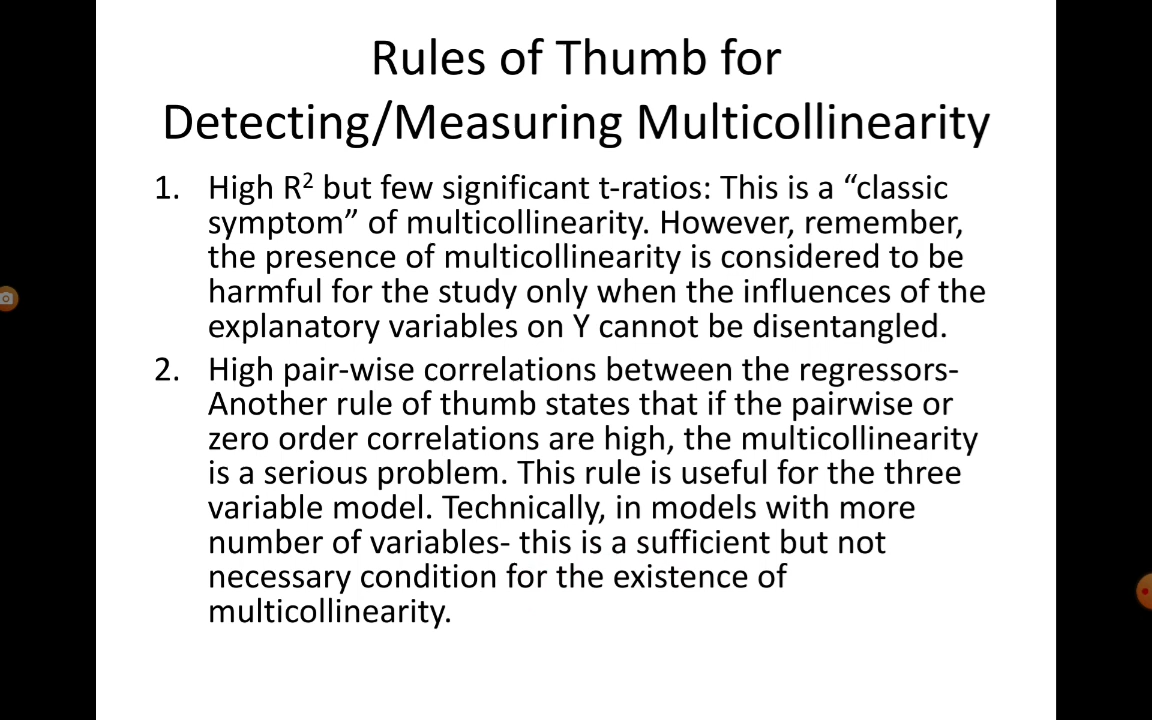 Rules of Thumb for
Detecting/Measuring Multicollinearity
1. High R² but few significant t-ratios: This is a “classic
symptom” of multicollinearity. However, remember,
the presence of multicollinearity is considered to be
harmful for the study only when the influences of the
explanatory variables on Y cannot be disentangled.
2. High pair-wise correlations between the regressors-
Another rule of thumb states that if the pairwise or
zero order correlations are high, the multicollinearity
is a serious problem. This rule is useful for the three
variable model. Technically, in models with more
number of variables- this is a sufficient but not
necessary condition for the existence of
multicollinearity.